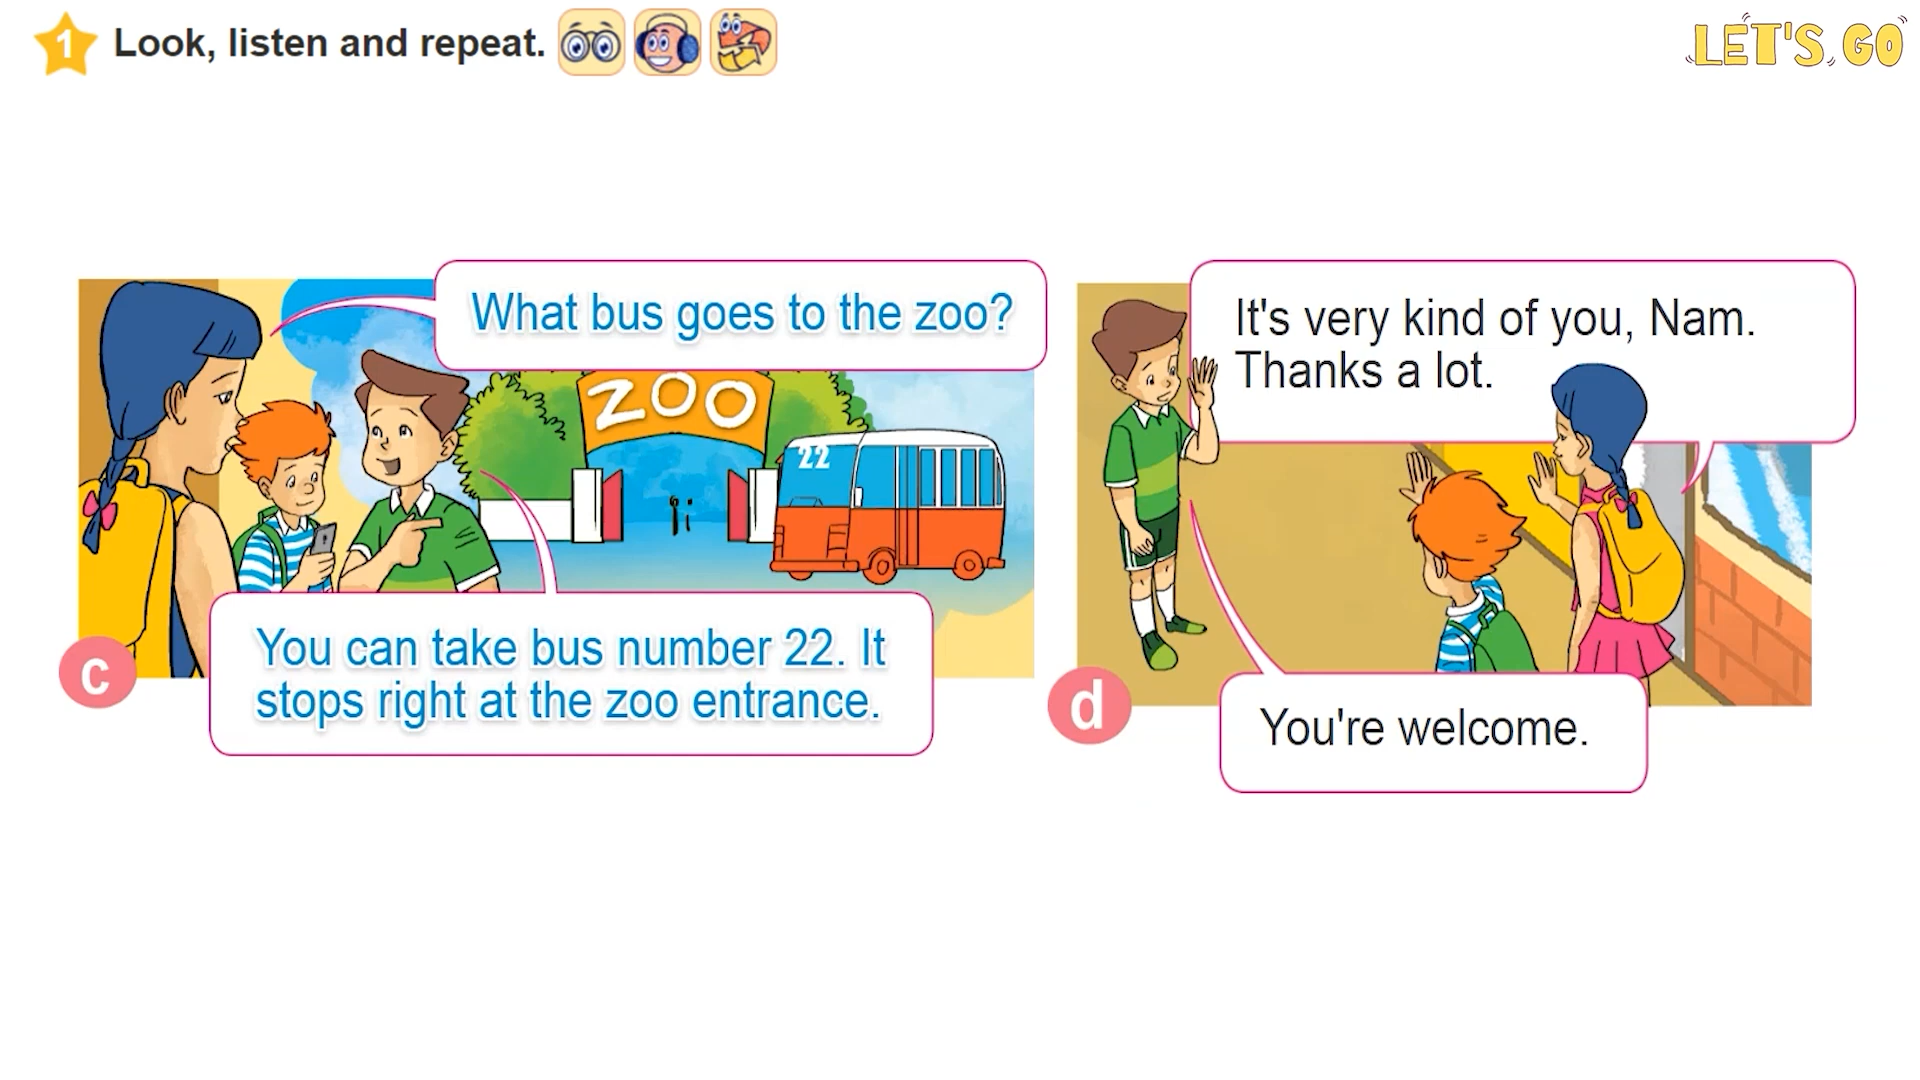 1 Look, listen and repeat.
LET'S GO
What bus goes to the zoo?
ZOO
22
You can take bus number 22. It
stops right at the zoo entrance.
c
It's very kind of you, Nam.
Thanks a lot.
You're welcome.
d